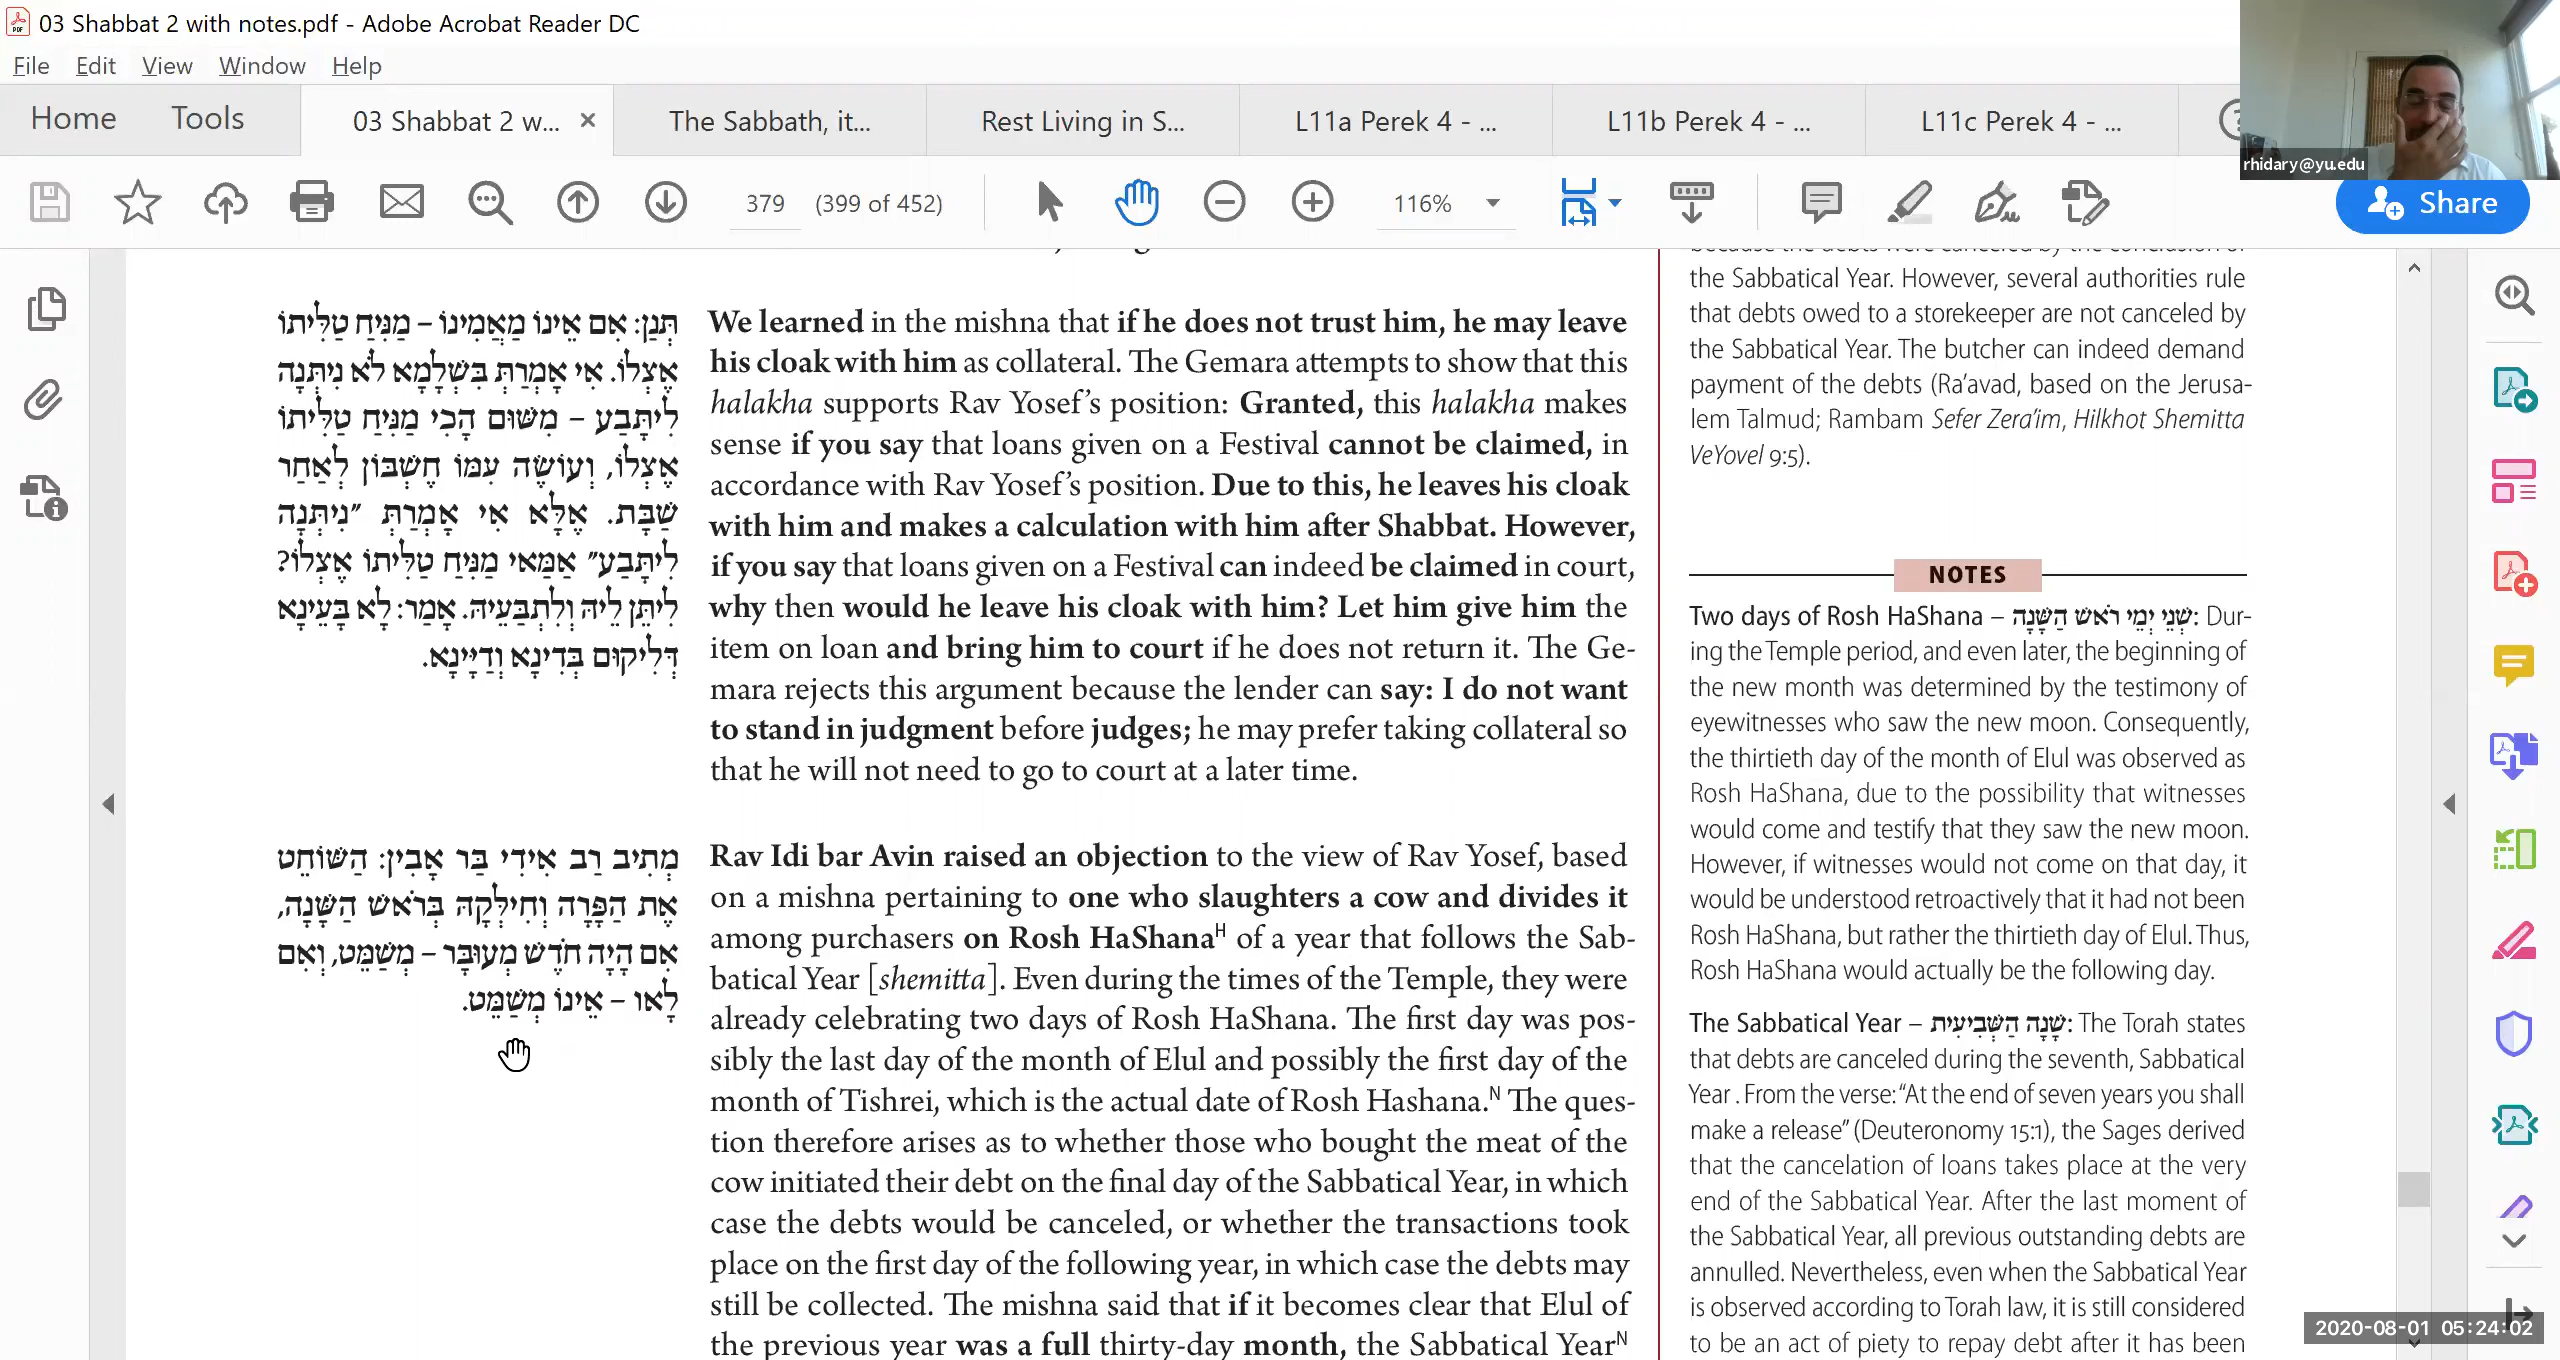 03 Shabbat 2 with notes.pdf - Adobe Acrobat Reader DC
File Edit View Window Help
Home Tools 03 Shabbat 2 w... The Sabbath, it... Rest Living in S... L11a Perek 4 - ... L11b Perek 4 - ... L11c Perek 4 - ...
rhidary@yu.edu
379 (399 of 452) 116% Share
תְּנַן: אִם אֵינוֹ מַאֲמִינוֹ – מַנִּיחַ טַלִּיתוֹ
אֶצְלוֹ. אִי אָמְרַתְּ בִּשְׁלָמָא לֹא נִיתְּנָה
לִיתָּבַע – מִשּׁוּם הָכִי מַנִּיחַ טַלִּיתוֹ
אֶצְלוֹ, וְעוֹשֶׂה עִמּוֹ חֶשְׁבּוֹן לְאַחַר
שַׁבָּת. אֶלָּא אִי אָמְרַתְּ ״נִיתְּנָה
לִיתָּבַע״ אַמַּאי מַנִּיחַ טַלִּיתוֹ אֶצְלוֹ?
לִיתֵּן לֵיהּ וְלִתְבְּעֵיהּ. אָמַר: לָא בָּעֵינָא
דְּלֵיקוּם בְּדִינָא וְדַיָּינָא.
We learned in the mishna that if he does not trust him, he may leave
his cloak with him as collateral. The Gemara attempts to show that this
halakha supports Rav Yosef’s position: Granted, this halakha makes
sense if you say that loans given on a Festival cannot be claimed, in
accordance with Rav Yosef’s position. Due to this, he leaves his cloak
with him and makes a calculation with him after Shabbat. However,
if you say that loans given on a Festival can indeed be claimed in court,
why then would he leave his cloak with him? Let him give him the
item on loan and bring him to court if he does not return it. The Ge-
mara rejects this argument because the lender can say: I do not want
to stand in judgment before judges; he may prefer taking collateral so
that he will not need to go to court at a later time.
מְתִיב רַב אִידִי בַּר אָבִין: הַשּׁוֹחֵט
אֶת הַפָּרָה וְחִילְּקָהּ בְּרֹאשׁ הַשָּׁנָה,
אִם הָיָה חֹדֶשׁ מְעוּבָּר – מְשַׁמֵּט, וְאִם
לָאו – אֵינוֹ מְשַׁמֵּט.
Rav Idi bar Avin raised an objection to the view of Rav Yosef, based
on a mishna pertaining to one who slaughters a cow and divides it
among purchasers on Rosh HaShanaᴴ of a year that follows the Sab-
batical Year [shemitta]. Even during the times of the Temple, they were
already celebrating two days of Rosh HaShana. The first day was pos-
sibly the last day of the month of Elul and possibly the first day of the
month of Tishrei, which is the actual date of Rosh Hashana.ᴺ The ques-
tion therefore arises as to whether those who bought the meat of the
cow initiated their debt on the final day of the Sabbatical Year, in which
case the debts would be canceled, or whether the transactions took
place on the first day of the following year, in which case the debts may
still be collected. The mishna said that if it becomes clear that Elul of
the previous year was a full thirty-day month, the Sabbatical Yearᴺ
the Sabbatical Year. However, several authorities rule
that debts owed to a storekeeper are not canceled by
the Sabbatical Year. The butcher can indeed demand
payment of the debts (Ra’avad, based on the Jerusa-
lem Talmud; Rambam Sefer Zera’im, Hilkhot Shemitta
VeYovel 9:5).
NOTES
Two days of Rosh HaShana – שְׁנֵי יְמֵי רֹאשׁ הַשָּׁנָה: Dur-
ing the Temple period, and even later, the beginning of
the new month was determined by the testimony of
eyewitnesses who saw the new moon. Consequently,
the thirtieth day of the month of Elul was observed as
Rosh HaShana, due to the possibility that witnesses
would come and testify that they saw the new moon.
However, if witnesses would not come on that day, it
would be understood retroactively that it had not been
Rosh HaShana, but rather the thirtieth day of Elul. Thus,
Rosh HaShana would actually be the following day.
The Sabbatical Year – שָׁנָה הַשְּׁבִיעִית: The Torah states
that debts are canceled during the seventh, Sabbatical
Year . From the verse: “At the end of seven years you shall
make a release” (Deuteronomy 15:1), the Sages derived
that the cancelation of loans takes place at the very
end of the Sabbatical Year. After the last moment of
the Sabbatical Year, all previous outstanding debts are
annulled. Nevertheless, even when the Sabbatical Year
is observed according to Torah law, it is still considered
to be an act of piety to repay debt after it has been
2020-08-01 05:24:02